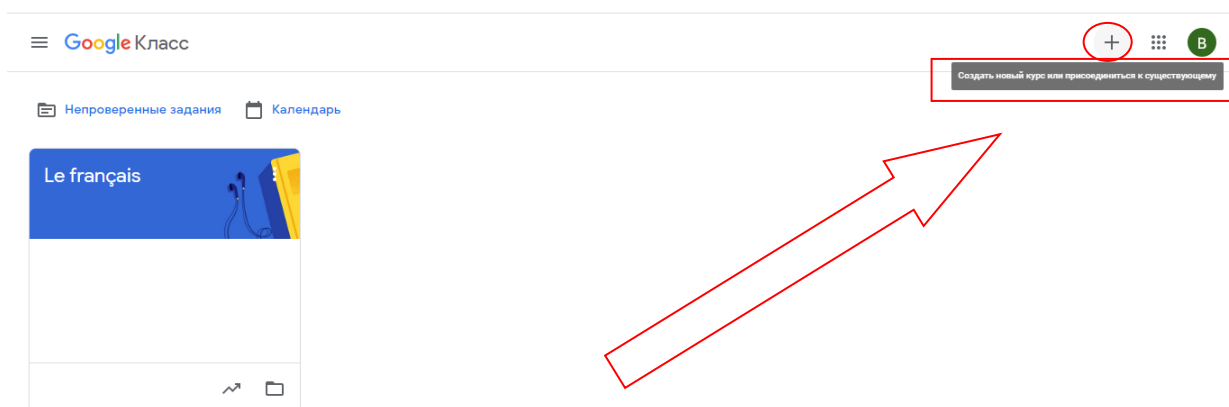 Google Класс
B
Создать новый курс или присоединиться к существующему
Непроверенные задания Календарь
Le français